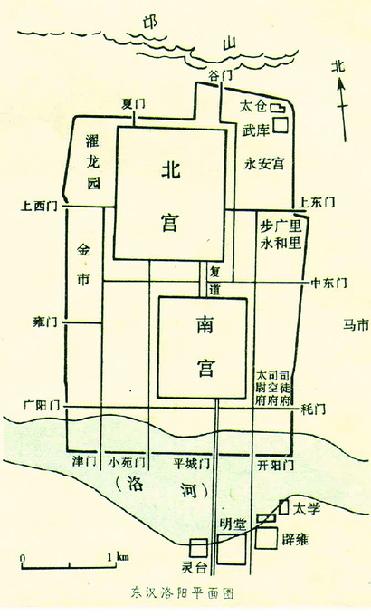 邙山
北
谷门
夏门
太仓
武库
濯龙园
永安宫
北宫
上西门
上东门
步广里
永和里
金市
复道
中东门
南宫
雍门
马市
太尉府
司空府
司徒府
广阳门
耗门
津门
小苑门
平城门
开阳门
(洛河)
太学
明堂
辟雍
灵台
0 1 km
东汉洛阳平面图